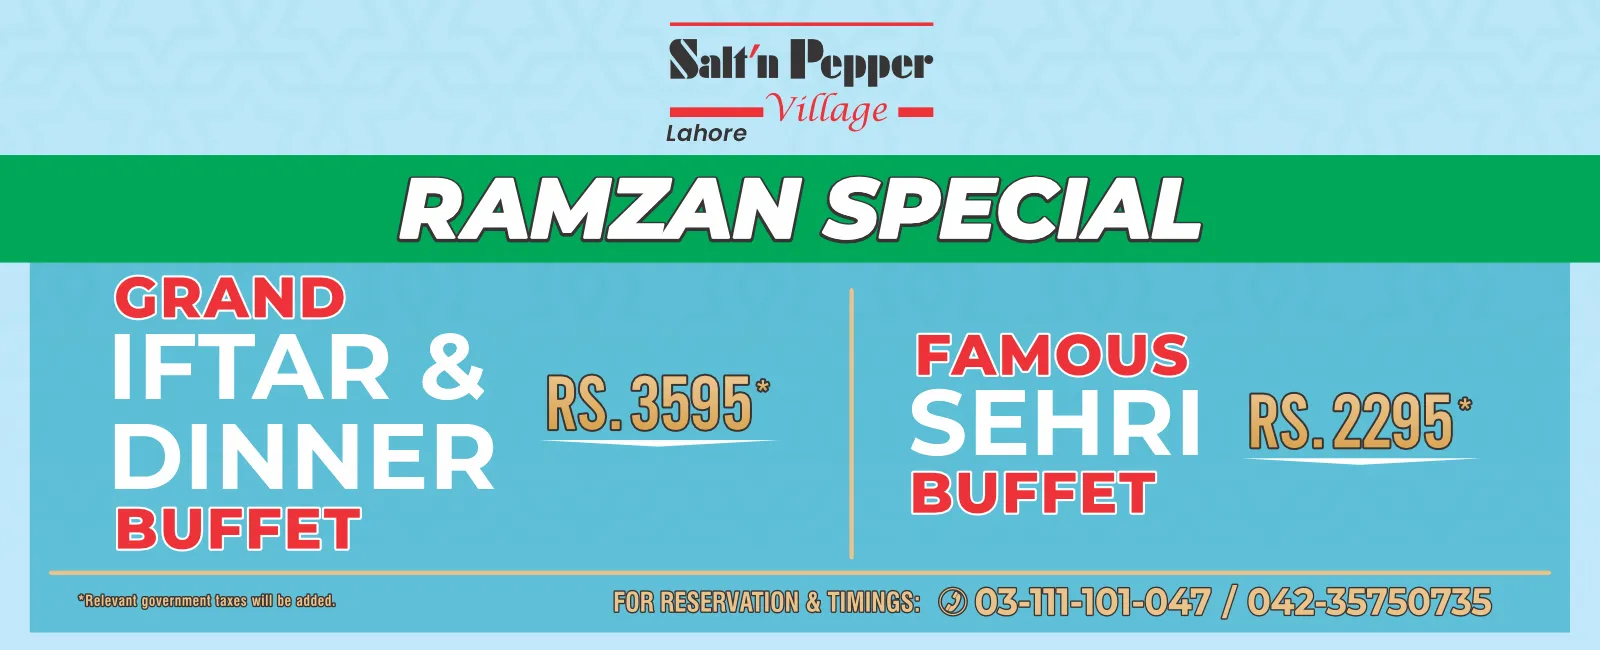 Salt'n Pepper
Village
Lahore
RAMZAN SPECIAL
GRAND
IFTAR &
DINNER
BUFFET
RS. 3595*
FAMOUS
SEHRI
BUFFET
RS. 2295*
*Relevant government taxes will be added.
FOR RESERVATION & TIMINGS: 03-111-101-047 / 042-35750735